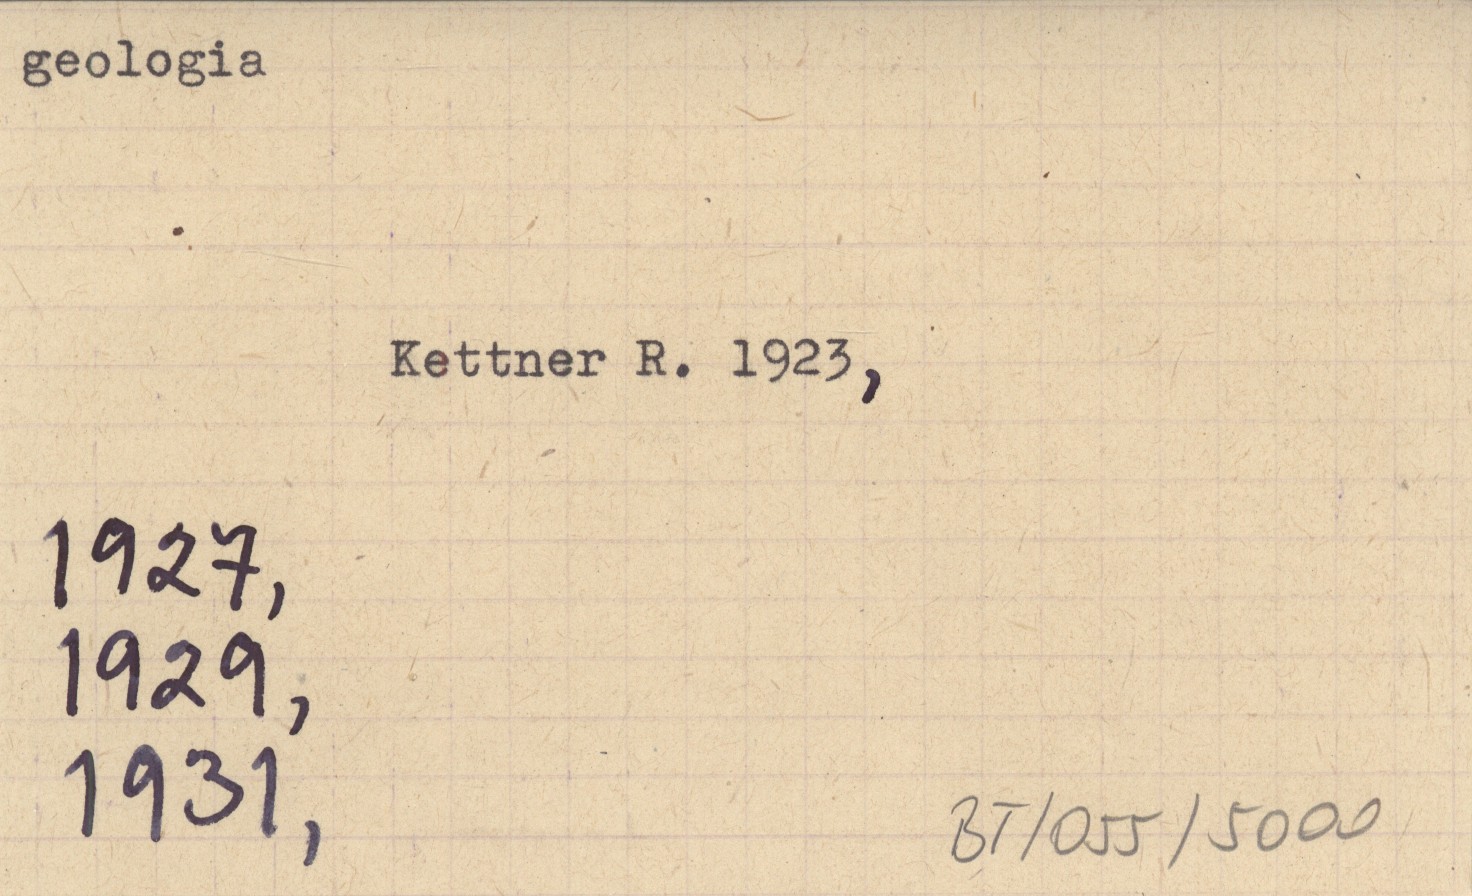 geologia
Kettner R. 1923,
1927,
1929,
1931,
BT/055/5000